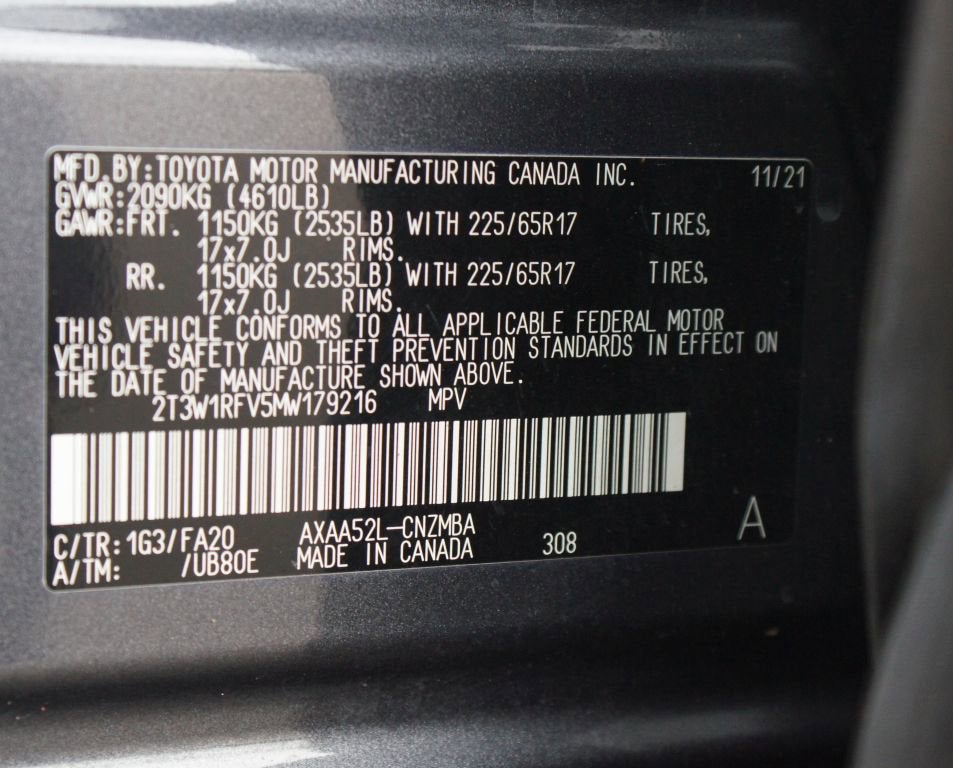 MFD.BY:TOYOTA MOTOR MANUFACTURING CANADA INC. 11/21
GVWR:2090KG (4610LB)
GAWR:FRT. 1150KG (2535LB) WITH 225/65R17 TIRES,
17x7.0J RIMS.
RR. 1150KG (2535LB) WITH 225/65R17 TIRES,
17x7.0J RIMS.
THIS VEHICLE CONFORMS TO ALL APPLICABLE FEDERAL MOTOR
VEHICLE SAFETY AND THEFT PREVENTION STANDARDS IN EFFECT ON
THE DATE OF MANUFACTURE SHOWN ABOVE.
2T3W1RFV5MW179216 MPV
C/TR:1G3/FA20 AXAA52L-CNZMBA A
A/TM: /UB80E MADE IN CANADA 308